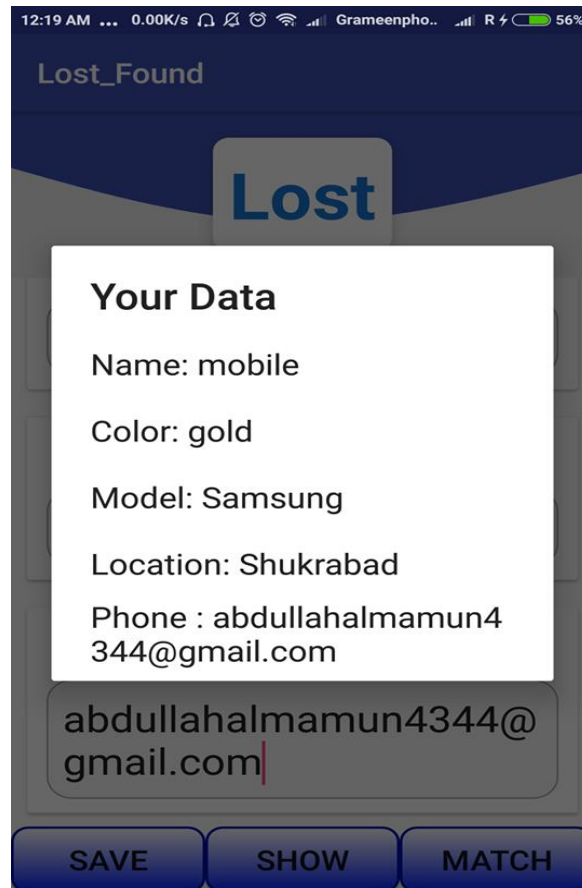 12:19 AM ... 0.00K/s Grameenpho.. R 56%
Lost_Found
Lost
Your Data
Name: mobile
Color: gold
Model: Samsung
Location: Shukrabad
Phone : abdullahalmamun4
344@gmail.com
abdullahalmamun4344@
gmail.com
SAVE SHOW MATCH